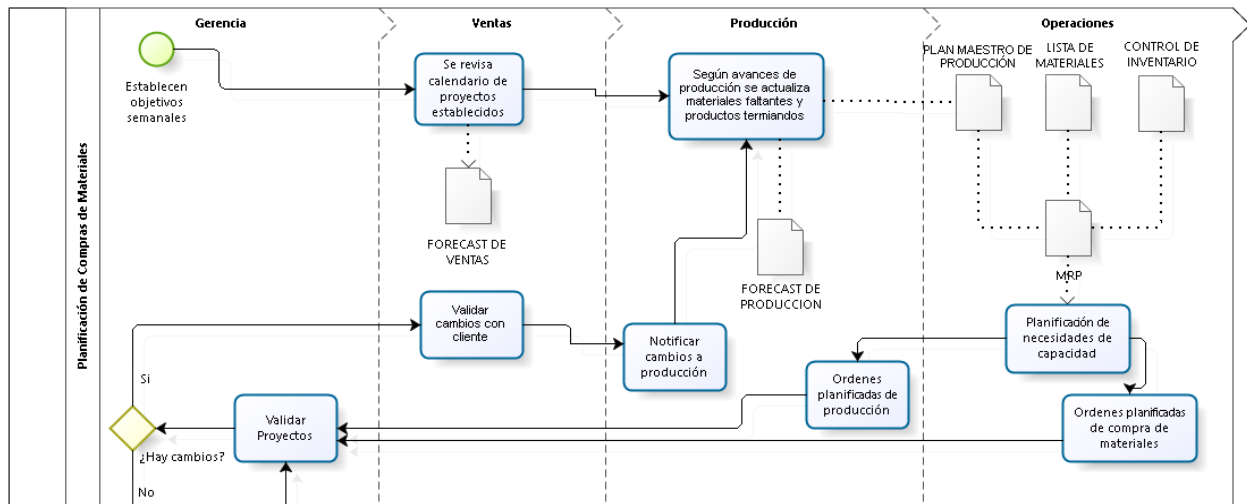 Planificación de Compras de Materiales
Gerencia
Ventas
Producción
Operaciones
Establecen
objetivos
semanales
Se revisa
calendario de
proyectos
establecidos
Según avances de
producción se actualiza
materiales faltantes y
productos termiandos
PLAN MAESTRO DE
PRODUCCIÓN
LISTA DE
MATERIALES
CONTROL DE
INVENTARIO
FORECAST DE
VENTAS
FORECAST DE
PRODUCCION
MRP
Validar
cambios con
cliente
Notificar
cambios a
producción
Planificación de
necesidades de
capacidad
Ordenes
planificadas de
producción
Ordenes planificadas
de compra de
materiales
Si
Validar
Proyectos
¿Hay cambios?
No